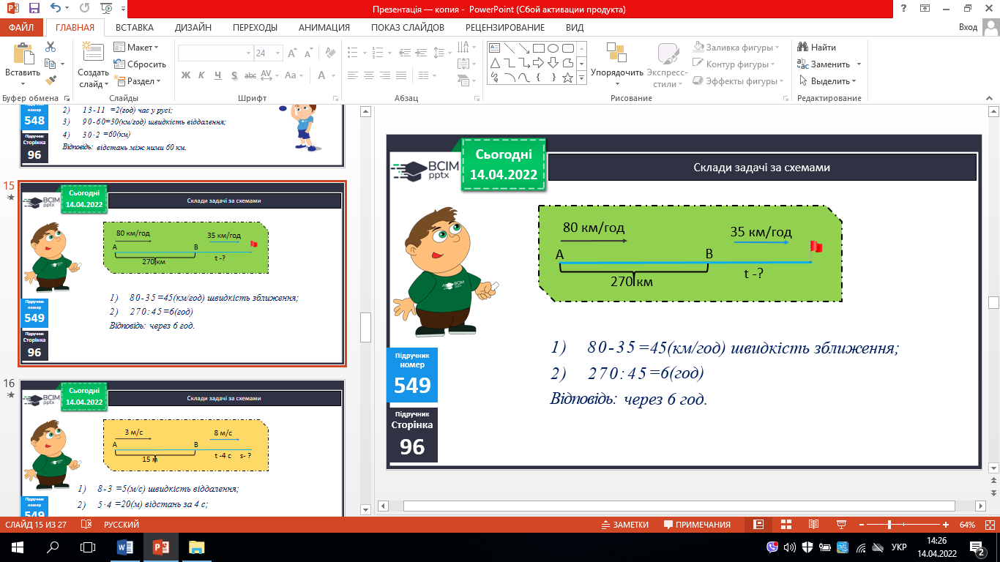 Презентація — копия - PowerPoint (Сбой активации продукта)
ФАЙЛ ГЛАВНАЯ ВСТАВКА ДИЗАЙН ПЕРЕХОДЫ АНИМАЦИЯ ПОКАЗ СЛАЙДОВ РЕЦЕНЗИРОВАНИЕ ВИД Вход
Вставить
Буфер обмена
Создать слайд
Макет
Сбросить
Раздел
Слайды
24
Ж К Ч S abc AV Aa А
Шрифт
Абзац
Упорядочить
Экспресс-стили
Заливка фигуры
Контур фигуры
Эффекты фигуры
Рисование
Найти
Заменить
Выделить
Редактирование
номер
548
Підручник
Сторінка
96
2) 13-11 =2(год) час у русі;
3) 90-60=30(км/год) швидкість віддалення;
4) 30·2 =60(км)
Відповідь: відстань між ними 60 км.
15
BCIM
pptx
Сьогодні
14.04.2022
Склади задачі за схемами
80 км/год
35 км/год
A B
270 км
t -?
1) 80-35=45(км/год) швидкість зближення;
2) 270:45=6(год)
Відповідь: через 6 год.
Підручник
номер
549
Підручник
Сторінка
96
16
BCIM
pptx
Сьогодні
14.04.2022
Склади задачі за схемами
3 м/с
8 м/с
A B
15 м
t -4 с s- ?
1) 8-3 =5(м/с) швидкість віддалення;
2) 5·4 =20(м) відстань за 4 с;
Підручник
номер
549
BCIM
pptx
Сьогодні
14.04.2022
Склади задачі за схемами
80 км/год
35 км/год
A B
270 км
t -?
1) 80-35=45(км/год) швидкість зближення;
2) 270:45=6(год)
Відповідь: через 6 год.
Підручник
номер
549
Підручник
Сторінка
96
СЛАЙД 15 ИЗ 27 РУССКИЙ ЗАМЕТКИ ПРИМЕЧАНИЯ 64%
УКР
14:26
14.04.2022
2